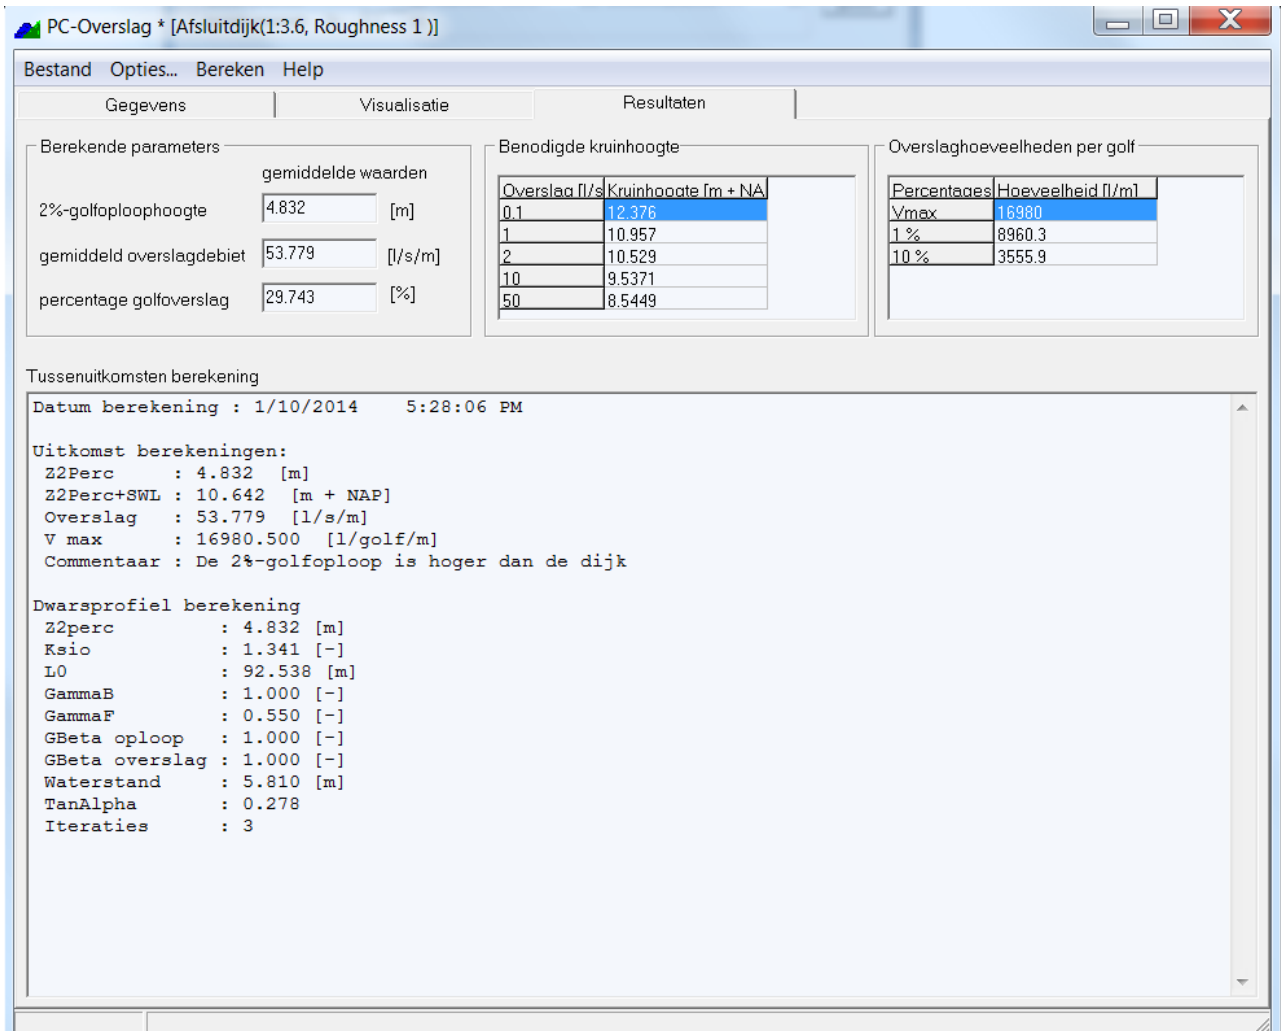 PC-Overslag * [Afsluitdijk(1:3.6, Roughness 1 )]
Bestand Opties... Bereken Help
Gegevens Visualisatie Resultaten
Berekende parameters
gemiddelde waarden
2%-golfoploophoogte 4.832 [m]
gemiddeld overslagdebiet 53.779 [l/s/m]
percentage golfoverslag 29.743 [%]
Benodigde kruinhoogte
Overslag [l/s Kruinhoogte [m + NA
0.1 12.376
1 10.957
2 10.529
10 9.5371
50 8.5449
Overslaghoeveelheden per golf
Percentages Hoeveelheid [l/m]
Vmax 16980
1 % 8960.3
10 % 3555.9
Tussenuitkomsten berekening
Datum berekening : 1/10/2014 5:28:06 PM
Uitkomst berekeningen:
Z2Perc : 4.832 [m]
Z2Perc+SWL : 10.642 [m + NAP]
Overslag : 53.779 [l/s/m]
V max : 16980.500 [l/golf/m]
Commentaar : De 2%-golfoploop is hoger dan de dijk
Dwarsprofiel berekening
Z2perc : 4.832 [m]
Ksio : 1.341 [-]
L0 : 92.538 [m]
GammaB : 1.000 [-]
GammaF : 0.550 [-]
GBeta oploop : 1.000 [-]
GBeta overslag : 1.000 [-]
Waterstand : 5.810 [m]
TanAlpha : 0.278
Iteraties : 3